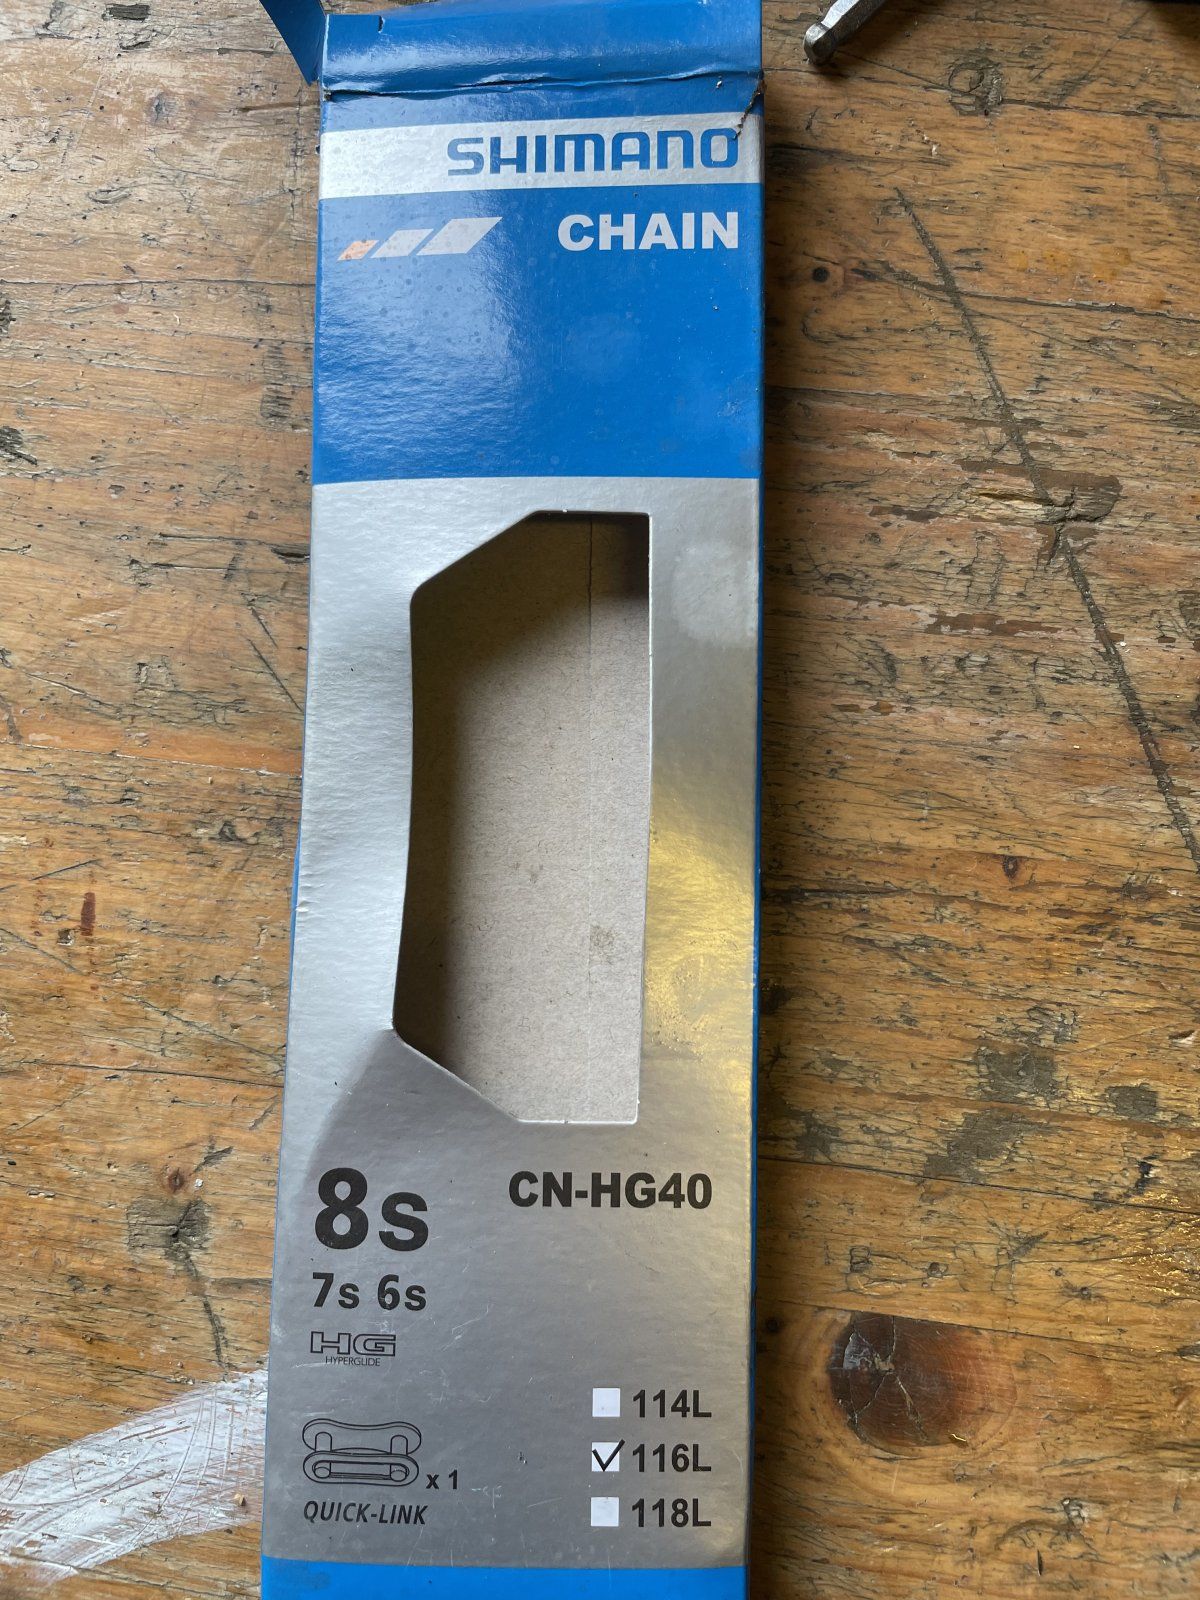 SHIMANO
CHAIN
8s
CN-HG40
7s 6s
HG
HYPERGLIDE
114L
116L
x 1
QUICK-LINK
118L